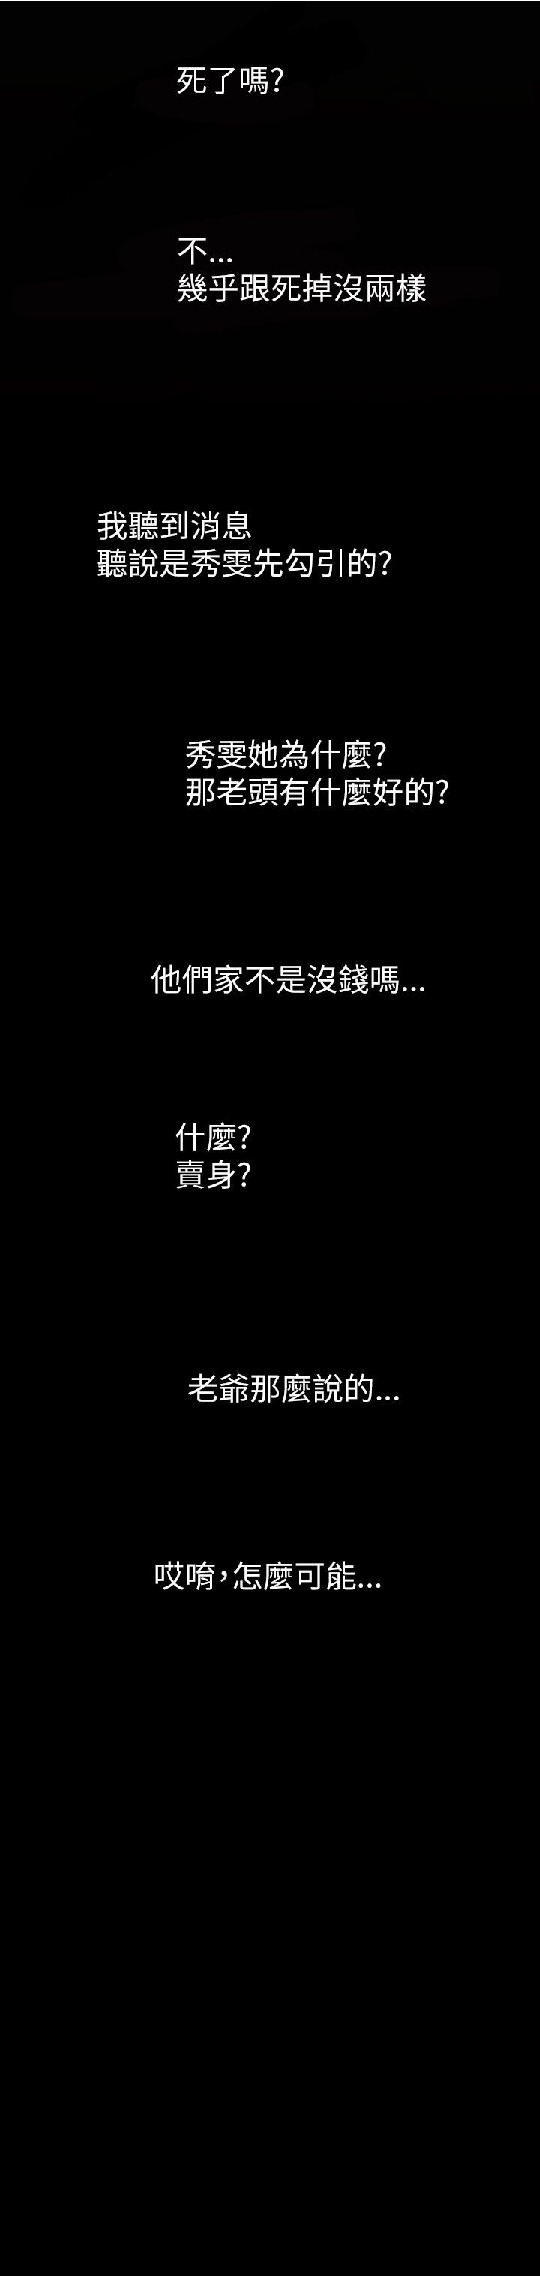 死了嗎?
不...
幾乎跟死掉沒兩樣
我聽到消息
聽說是秀雯先勾引的?
秀雯她為什麼?
那老頭有什麼好的?
他們家不是沒錢嗎...
什麼?
賣身?
老爺那麼說的...
哎唷，怎麼可能...